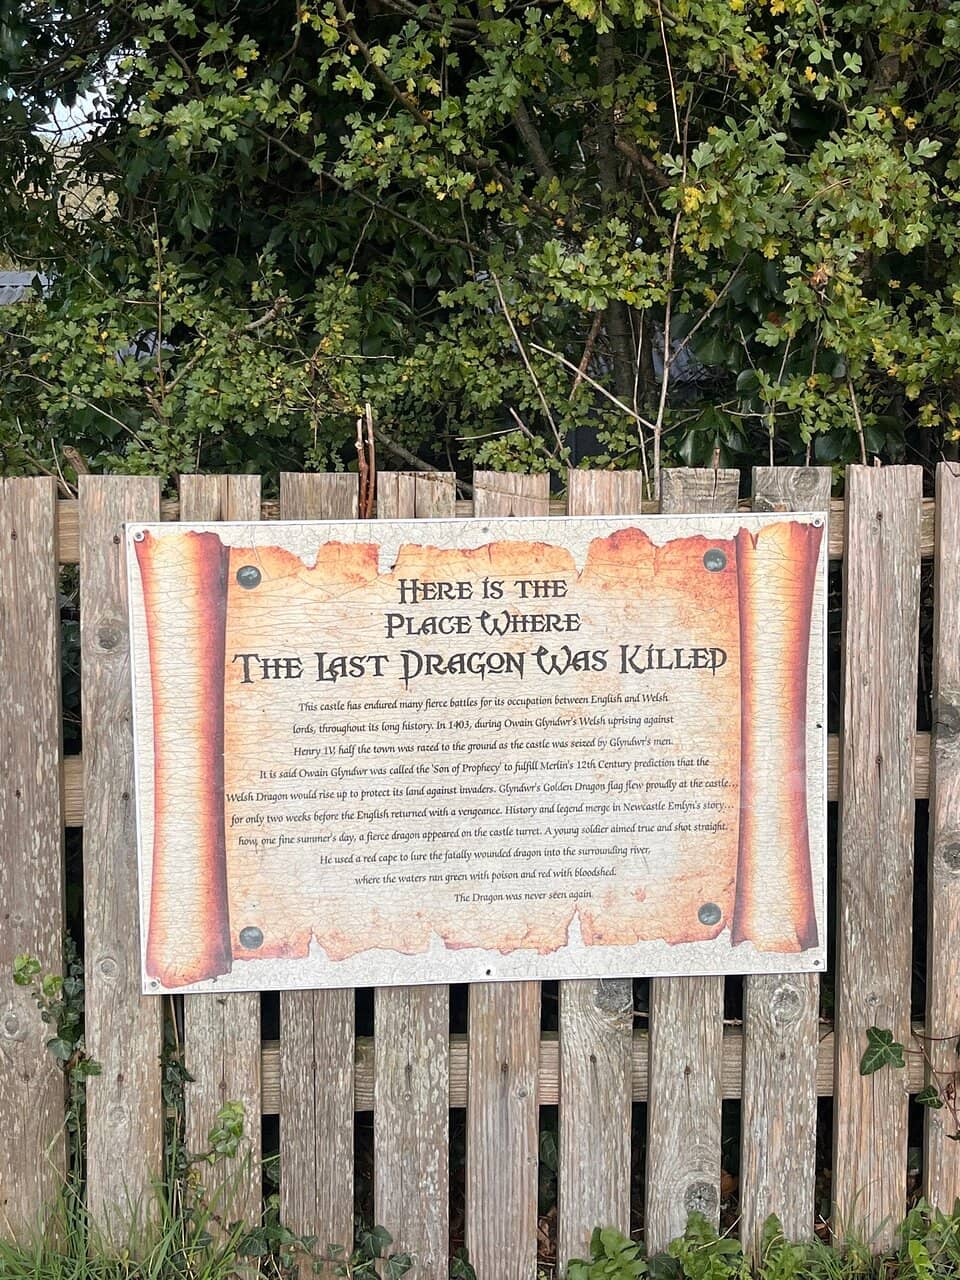 Here is the
Place Where
The Last Dragon Was Killed
This castle has endured many fierce battles for its occupation between English and Welsh
lords, throughout its long history. In 1403, during Owain Glyndwr's Welsh uprising against
Henry 1V, half the town was razed to the ground as the castle was seized by Glyndwr's men.
It is said Owain Glyndwr was called the 'Son of Prophecy' to fulfill Merlin's 12th Century prediction that the
Welsh Dragon would rise up to protect its land against invaders. Glyndwr's Golden Dragon flag flew proudly at the castle…
for only two weeks before the English returned with a vengeance. History and legend merge in Newcastle Emlyn's story…
how, one fine summer's day, a fierce dragon appeared on the castle turret. A young soldier aimed true and shot straight.
He used a red cape to lure the fatally wounded dragon into the surrounding river,
where the waters ran green with poison and red with bloodshed.
The Dragon was never seen again.